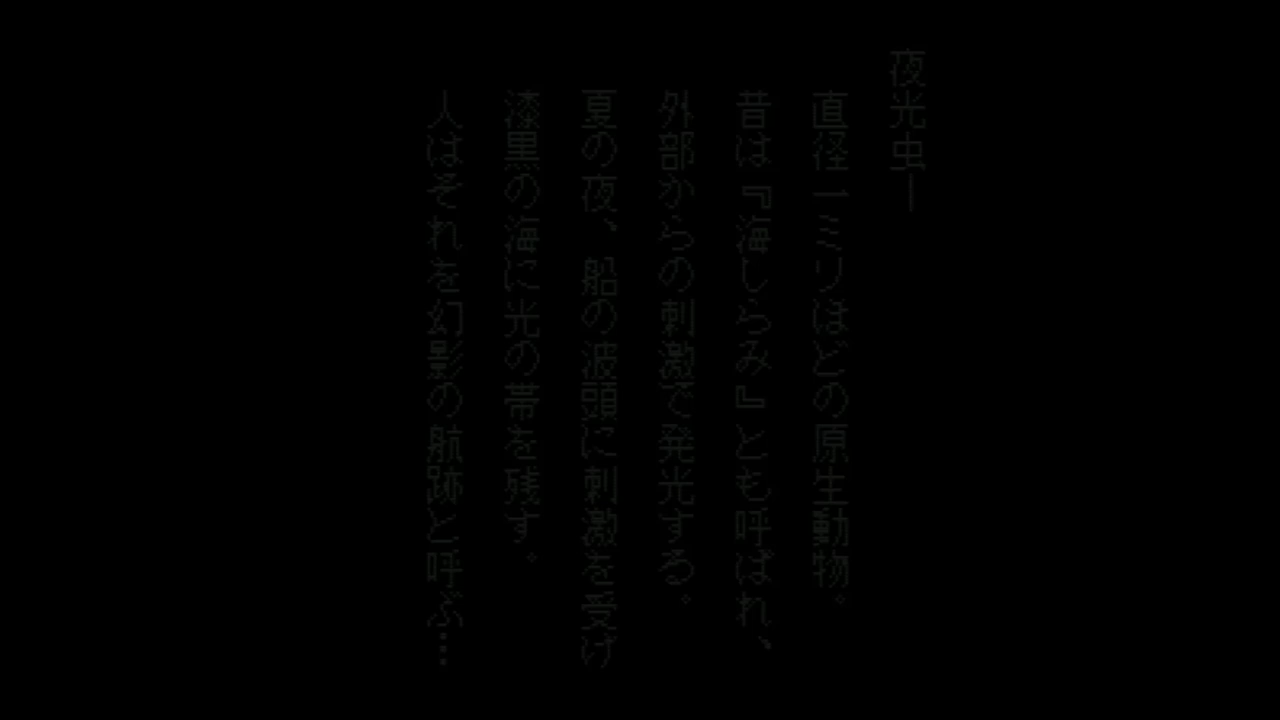 夜光虫―
直径一ミリほどの原生動物。
昔は『海しらみ』とも呼ばれ、
外部からの刺激で発光する。
夏の夜、船の波頭に刺激を受け
漆黒の海に光の帯を残す。
人はそれを幻影の航跡と呼ぶ…